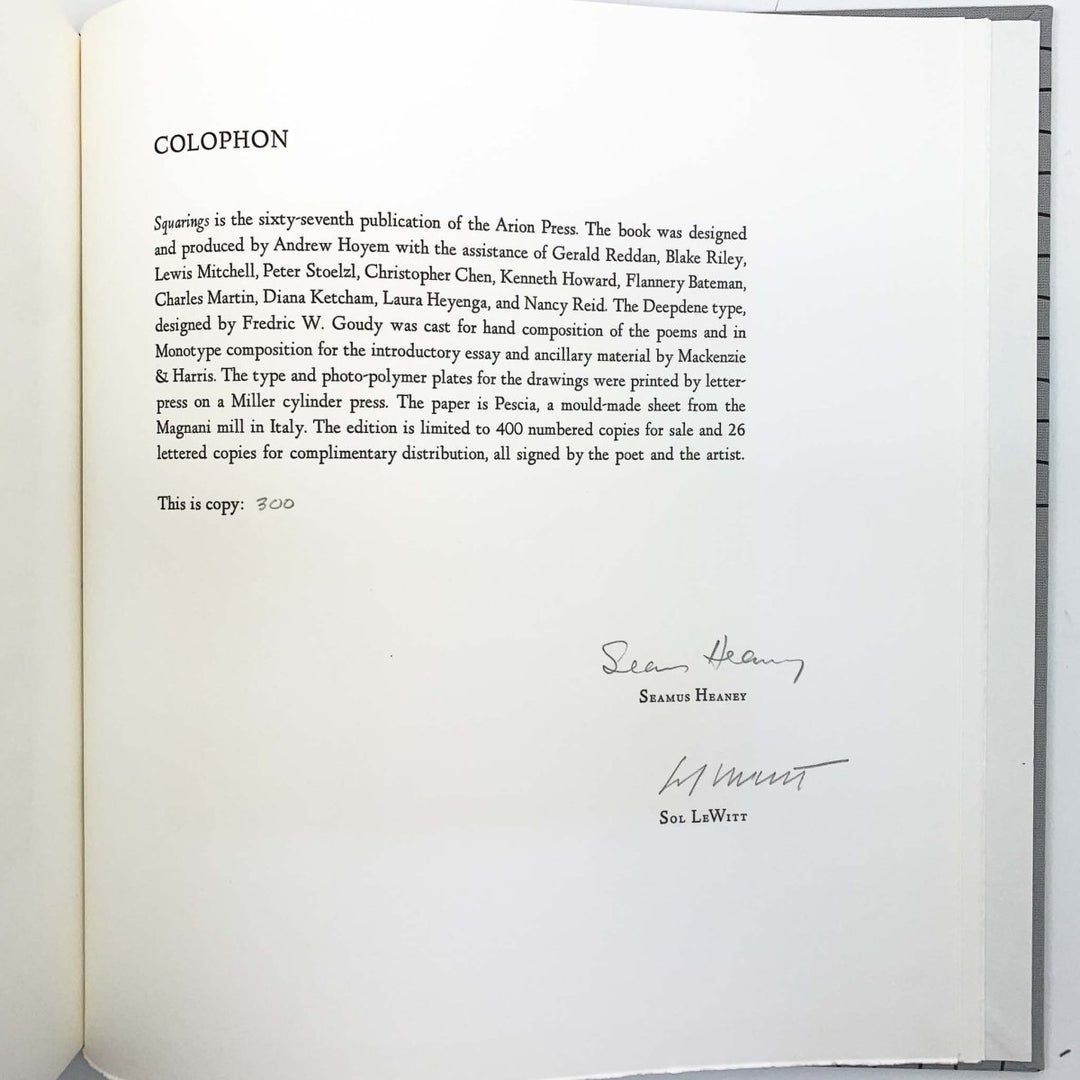 COLOPHON
Squarings is the sixty-seventh publication of the Arion Press. The book was designed
and produced by Andrew Hoyem with the assistance of Gerald Reddan, Blake Riley,
Lewis Mitchell, Peter Stoelzl, Christopher Chen, Kenneth Howard, Flannery Bateman,
Charles Martin, Diana Ketcham, Laura Heyenga, and Nancy Reid. The Deepdene type,
designed by Fredric W. Goudy was cast for hand composition of the poems and in
Monotype composition for the introductory essay and ancillary material by Mackenzie
& Harris. The type and photo-polymer plates for the drawings were printed by letter-
press on a Miller cylinder press. The paper is Pescia, a mould-made sheet from the
Magnani mill in Italy. The edition is limited to 400 numbered copies for sale and 26
lettered copies for complimentary distribution, all signed by the poet and the artist.
This is copy: 300
Seamus Heaney
SEAMUS HEANEY
SOL LEWITT